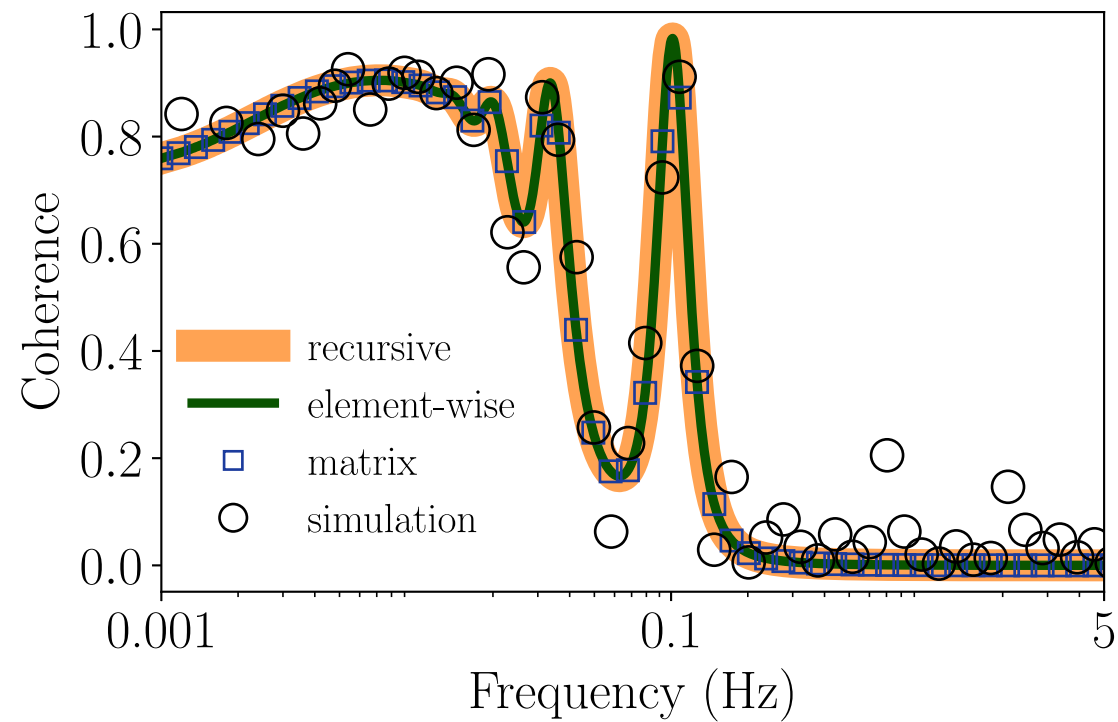 1.0
0.8
0.6
0.4
0.2
0.0
Coherence
recursive
element-wise
matrix
simulation
0.001
0.1
5
Frequency (Hz)